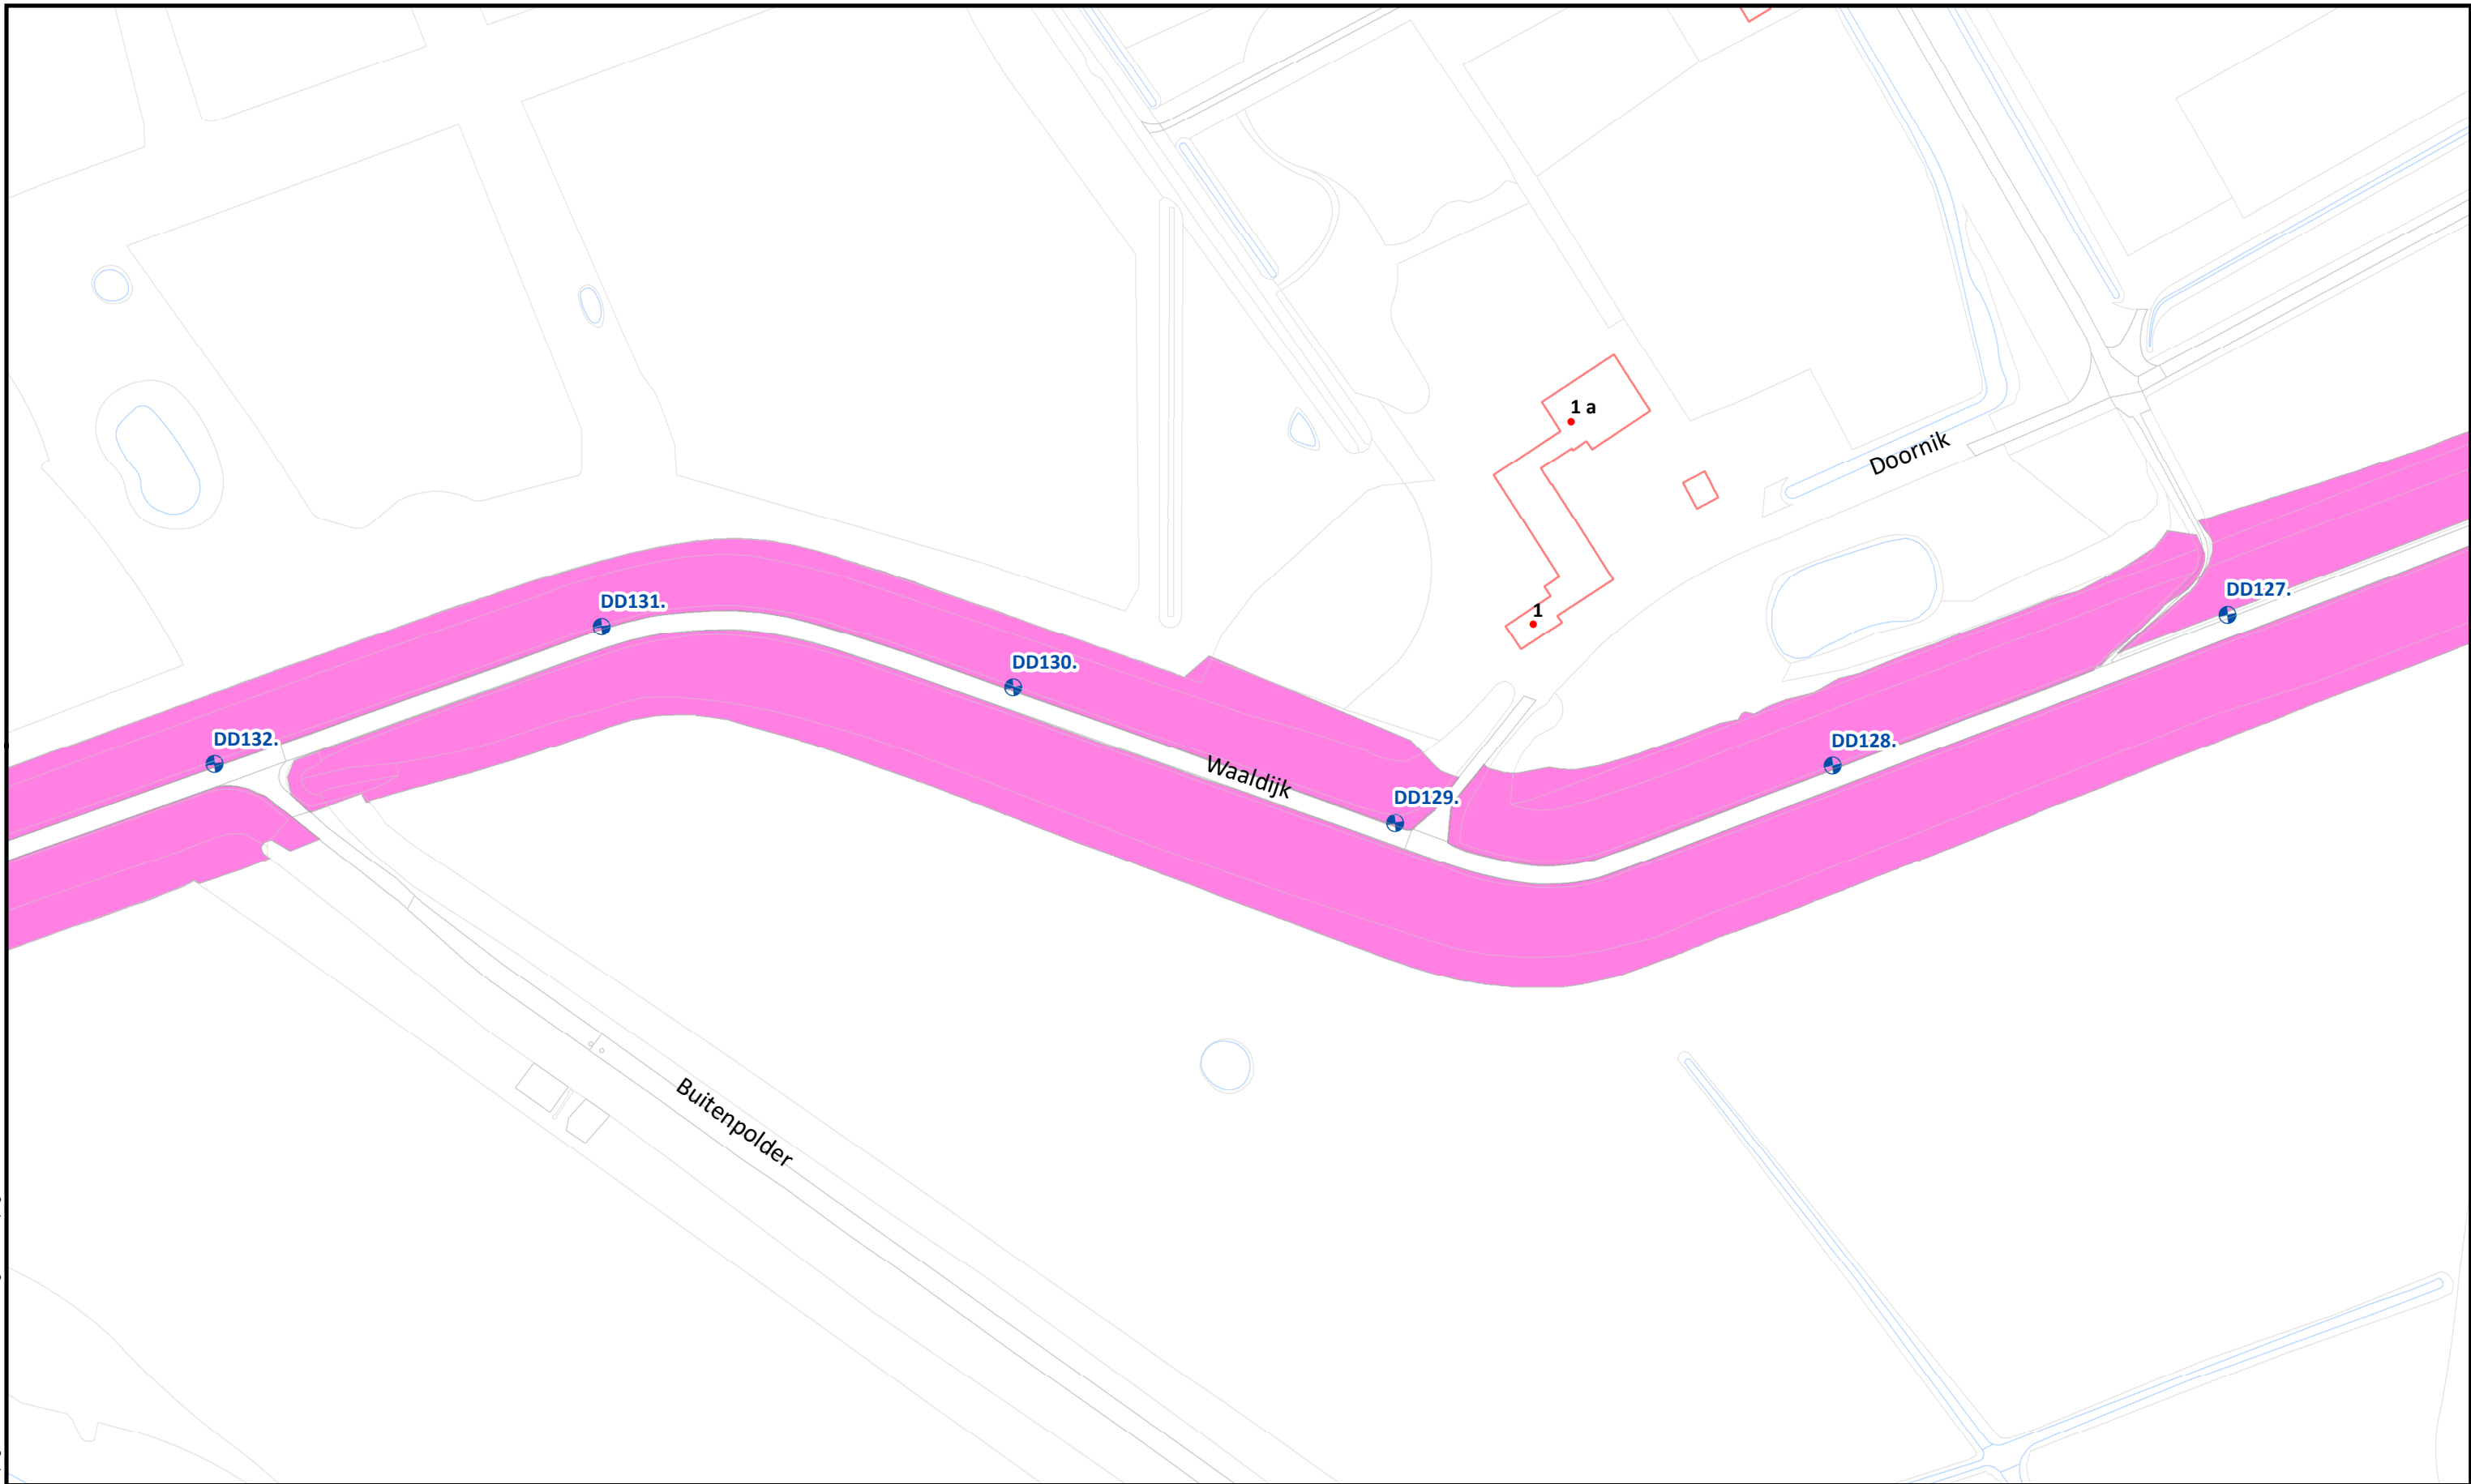 1 a
Doornik
DD131.
DD127.
1
DD130.
DD132.
DD128.
Waaldijk
DD129.
Buitenpolder